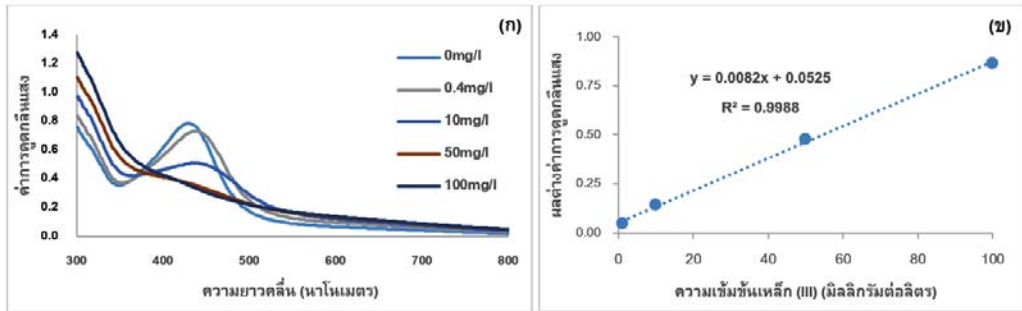 (ก)
1.4
1.2
1.0
0.8
0.6
0.4
0.2
0.0
300
400
500
600
700
800
ค่าการดูดกลืนแสง
ความยาวคลื่น (นาโนเมตร)
0mg/l
0.4mg/l
10mg/l
50mg/l
100mg/l
(ข)
1.00
0.75
0.50
0.25
0.00
0
20
40
60
80
100
ผลต่างค่าการดูดกลืนแสง
y = 0.0082x + 0.0525
R² = 0.9988
ความเข้มข้นเหล็ก (III) (มิลลิกรัมต่อลิตร)